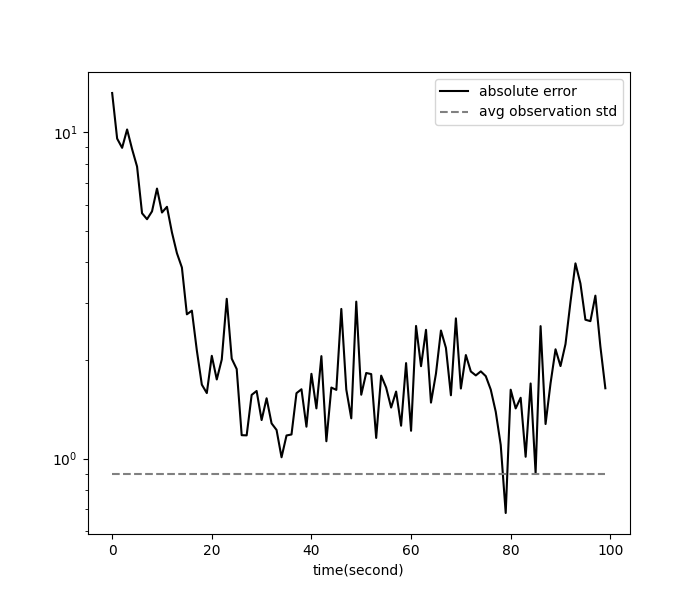 absolute error
avg observation std
10¹
10⁰
0 20 40 60 80 100
time(second)